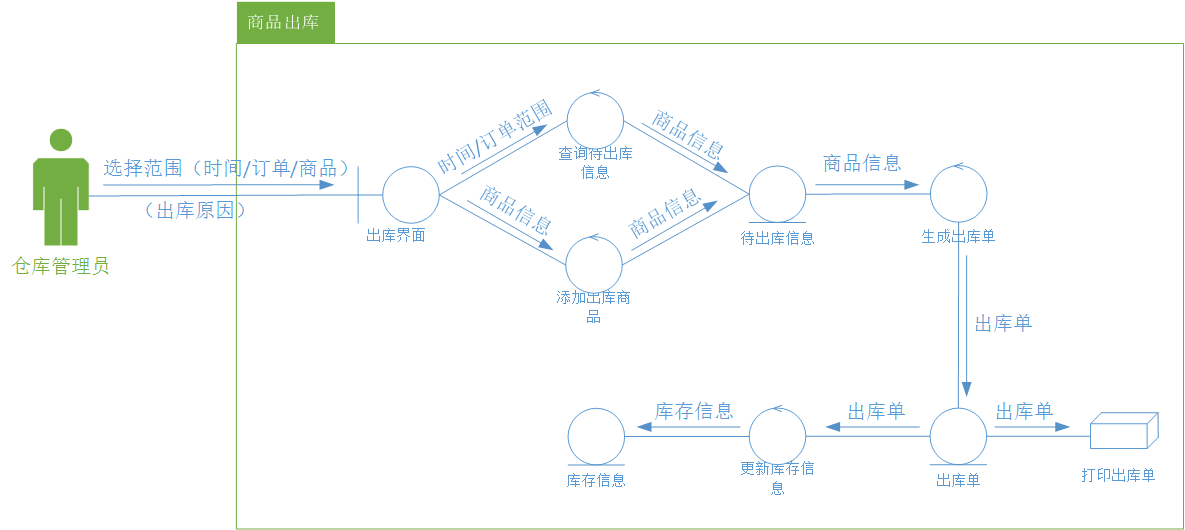 商品出库
选择范围（时间/订单/商品）
（出库原因）
仓库管理员
出库界面
时间/订单范围
查询待出库
信息
商品信息
商品信息
添加出库商
品
商品信息
待出库信息
商品信息
生成出库单
出库单
库存信息
出库单
出库单
库存信息
更新库存信
息
出库单
打印出库单